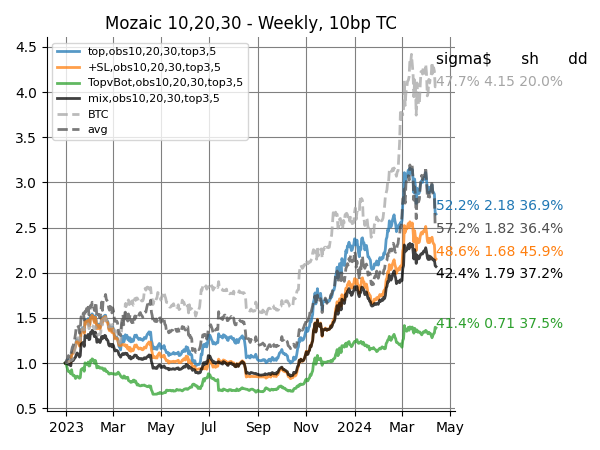 Mozaic 10,20,30 - Weekly, 10bp TC
top,obs10,20,30,top3,5
+SL,obs10,20,30,top3,5
TopvBot,obs10,20,30,top3,5
mix,obs10,20,30,top3,5
BTC
avg
sigma$ sh dd
47.7% 4.15 20.0%
52.2% 2.18 36.9%
57.2% 1.82 36.4%
48.6% 1.68 45.9%
42.4% 1.79 37.2%
41.4% 0.71 37.5%
4.5
4.0
3.5
3.0
2.5
2.0
1.5
1.0
0.5
2023 Mar May Jul Sep Nov 2024 Mar May